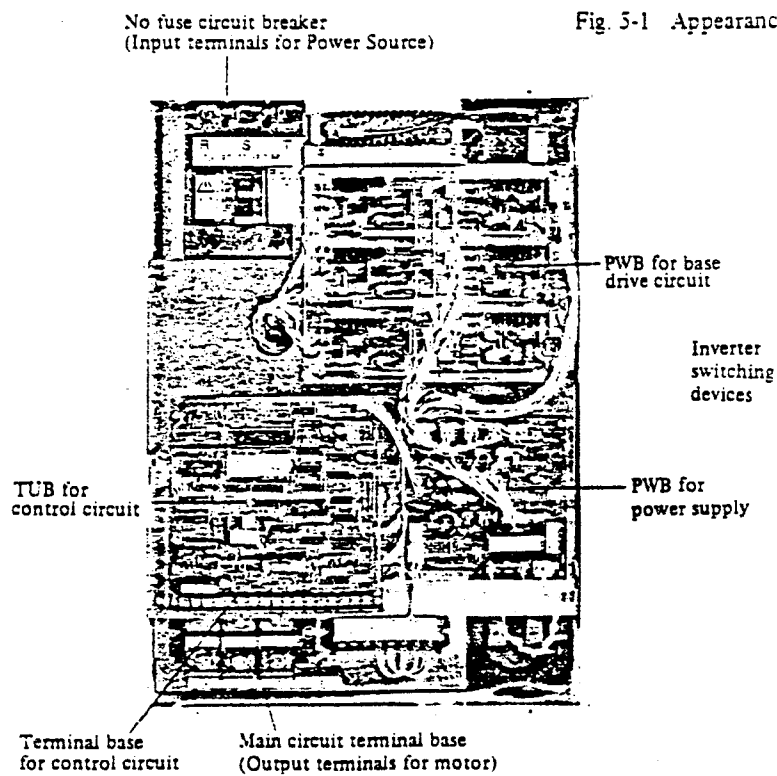 No fuse circuit breaker
(Input terminals for Power Source)
Fig. 5-1 Appearanc
R S T
PWB for base
drive circuit
Inverter
switching
devices
TUB for
control circuit
PWB for
power supply
Terminal base
for control circuit
Main circuit terminal base
(Output terminals for motor)